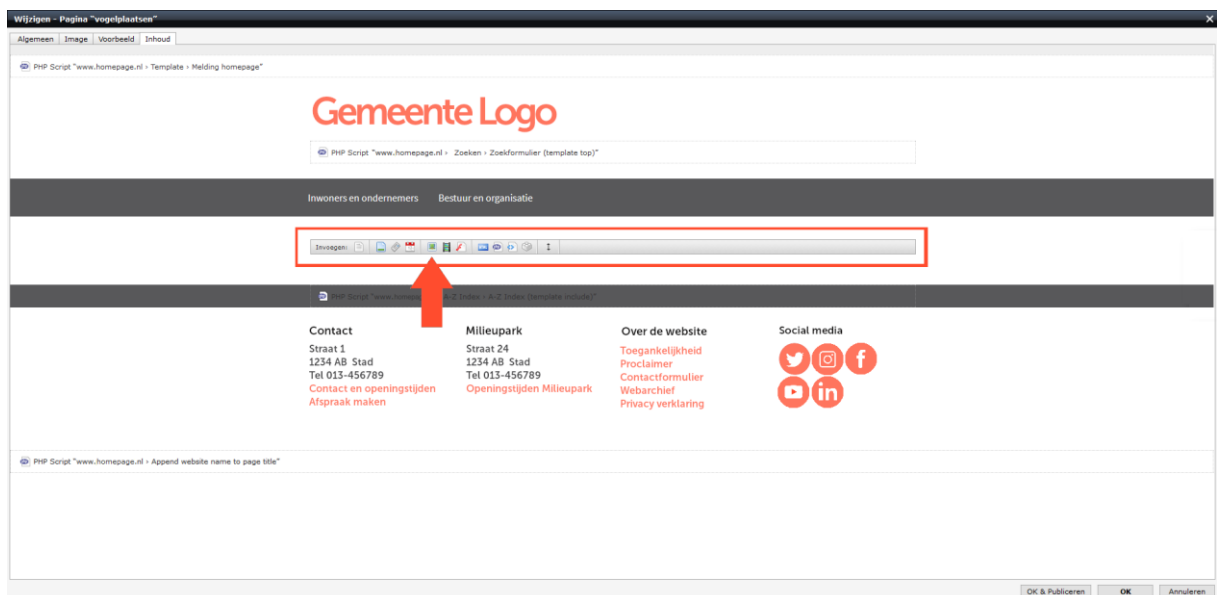 Wijzigen - Pagina "vogelplaatsen"
Algemeen Image Voorbeeld Inhoud
PHP Script "www.homepage.nl › Template › Melding homepage"
Gemeente Logo
PHP Script "www.homepage.nl › Zoeken › Zoekformulier (template top)"
Inwoners en ondernemers Bestuur en organisatie
Invoegen:
PHP Script "www.homepage A-Z Index › A-Z Index (template include)"
Contact
Straat 1
1234 AB Stad
Tel 013-456789
Contact en openingstijden
Afspraak maken
Milieupark
Straat 24
1234 AB Stad
Tel 013-456789
Openingstijden Milieupark
Over de website
Toegankelijkheid
Proclaimer
Contactformulier
Webarchief
Privacy verklaring
Social media
PHP Script "www.homepage.nl › Append website name to page title"
OK & Publiceren OK Annuleren